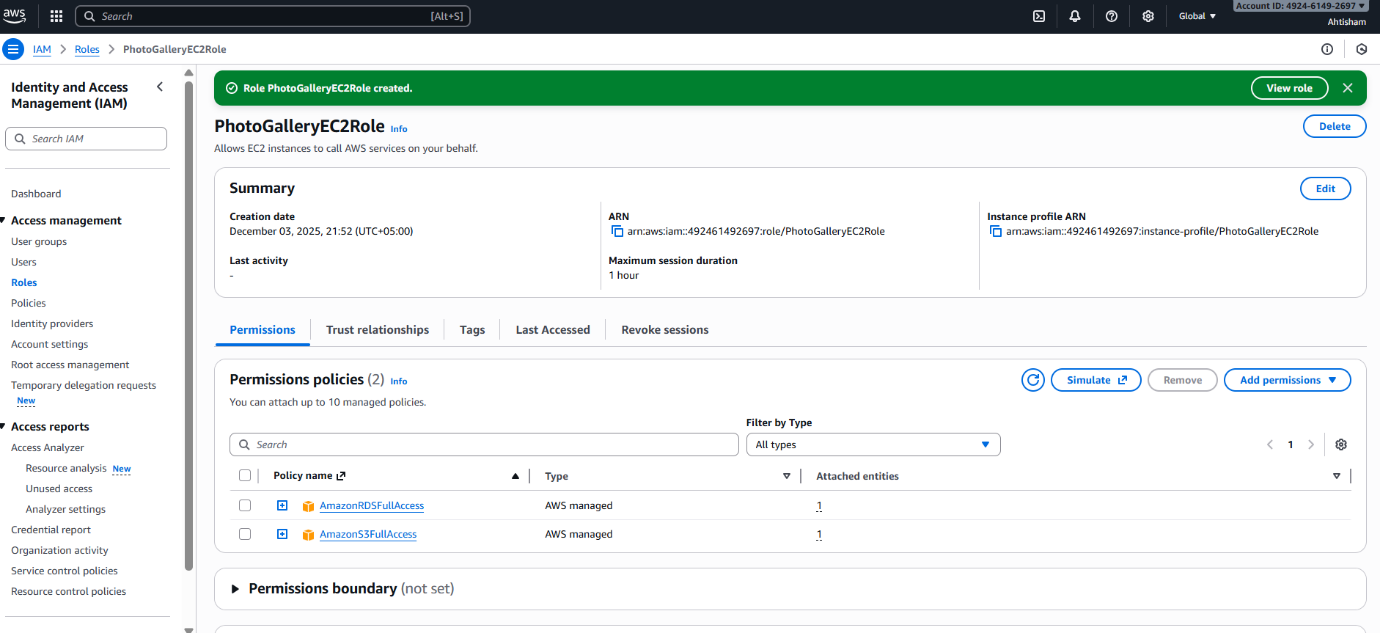 aws
Search [Alt+S]
Global
Account ID: 4924-6149-2697
Ahtisham
IAM > Roles > PhotoGalleryEC2Role
Identity and Access Management (IAM)
Search IAM
Dashboard
Access management
User groups
Users
Roles
Policies
Identity providers
Account settings
Root access management
Temporary delegation requests
New
Access reports
Access Analyzer
Resource analysis New
Unused access
Analyzer settings
Credential report
Organization activity
Service control policies
Resource control policies
Role PhotoGalleryEC2Role created.
View role
PhotoGalleryEC2Role Info
Delete
Allows EC2 instances to call AWS services on your behalf.
Summary
Edit
Creation date
December 03, 2025, 21:52 (UTC+05:00)
Last activity
-
ARN
arn:aws:iam::492461492697:role/PhotoGalleryEC2Role
Maximum session duration
1 hour
Instance profile ARN
arn:aws:iam::492461492697:instance-profile/PhotoGalleryEC2Role
Permissions Trust relationships Tags Last Accessed Revoke sessions
Permissions policies (2) Info
Simulate Remove Add permissions
You can attach up to 10 managed policies.
Filter by Type
Search All types 1
Policy name Type Attached entities
AmazonRDSFullAccess AWS managed 1
AmazonS3FullAccess AWS managed 1
Permissions boundary (not set)